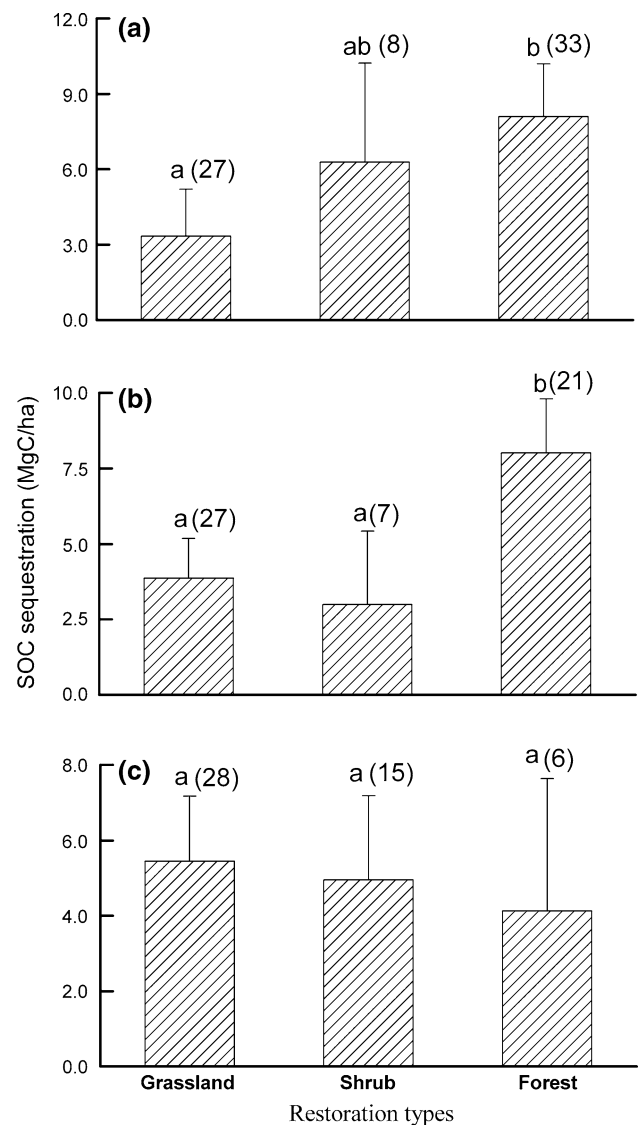 SOC sequestration (MgC/ha)
(a)
12.0
9.0
6.0
3.0
0.0
a (27)
ab (8)
b (33)
(b)
10.0
7.5
5.0
2.5
0.0
a (27)
a (7)
b (21)
(c)
8.0
6.0
4.0
2.0
0.0
a (28)
a (15)
a (6)
Grassland Shrub Forest
Restoration types